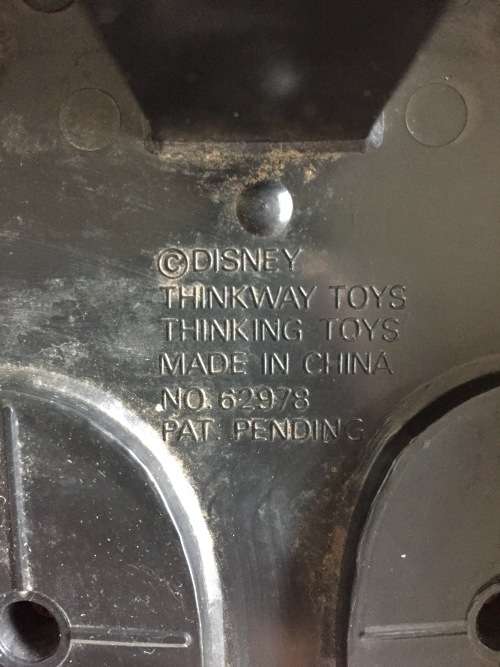 ©DISNEY
THINKWAY TOYS
THINKING TOYS
MADE IN CHINA
NO. 62978
PAT. PENDING